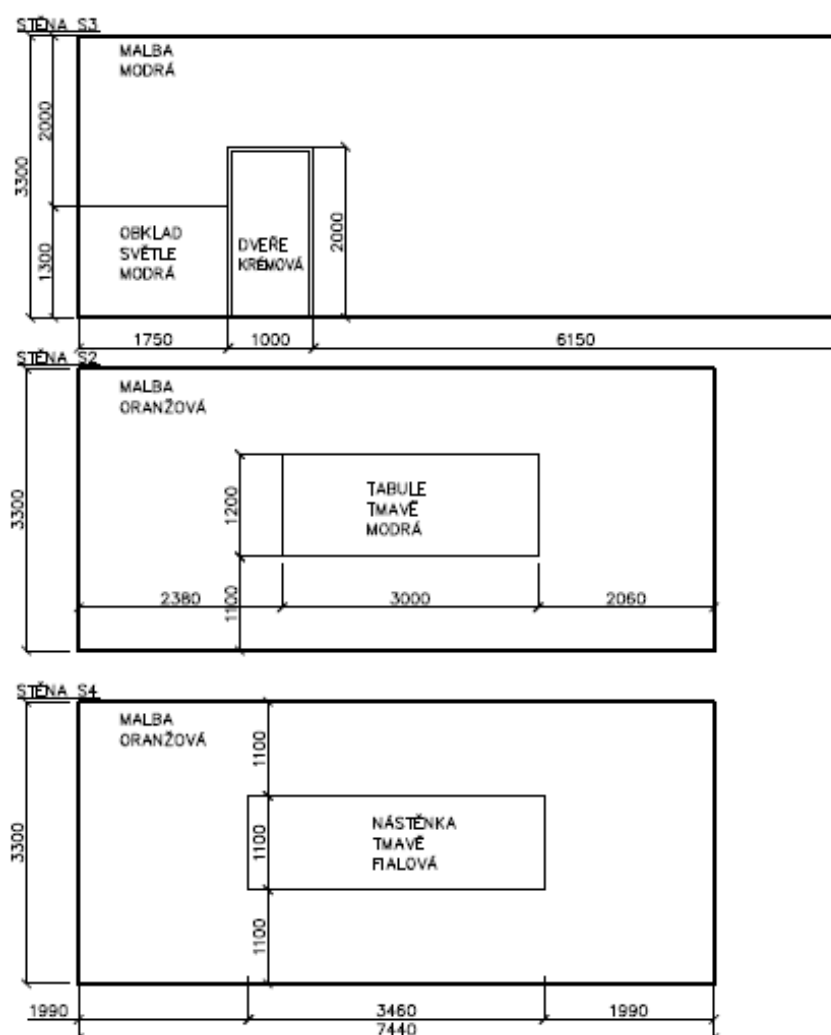 STĚNA S3
MALBA
MODRÁ
2000
3300
1300
OBKLAD
SVĚTLE
MODRÁ
DVEŘE
KRÉMOVÁ
2000
1750
1000
6150
STĚNA S2
MALBA
ORANŽOVÁ
3300
1200
TABULE
TMAVĚ
MODRÁ
1100
2380
3000
2060
STĚNA S4
MALBA
ORANŽOVÁ
1100
3300
1100
NÁSTĚNKA
TMAVĚ
FIALOVÁ
1100
1990
3460
1990
7440